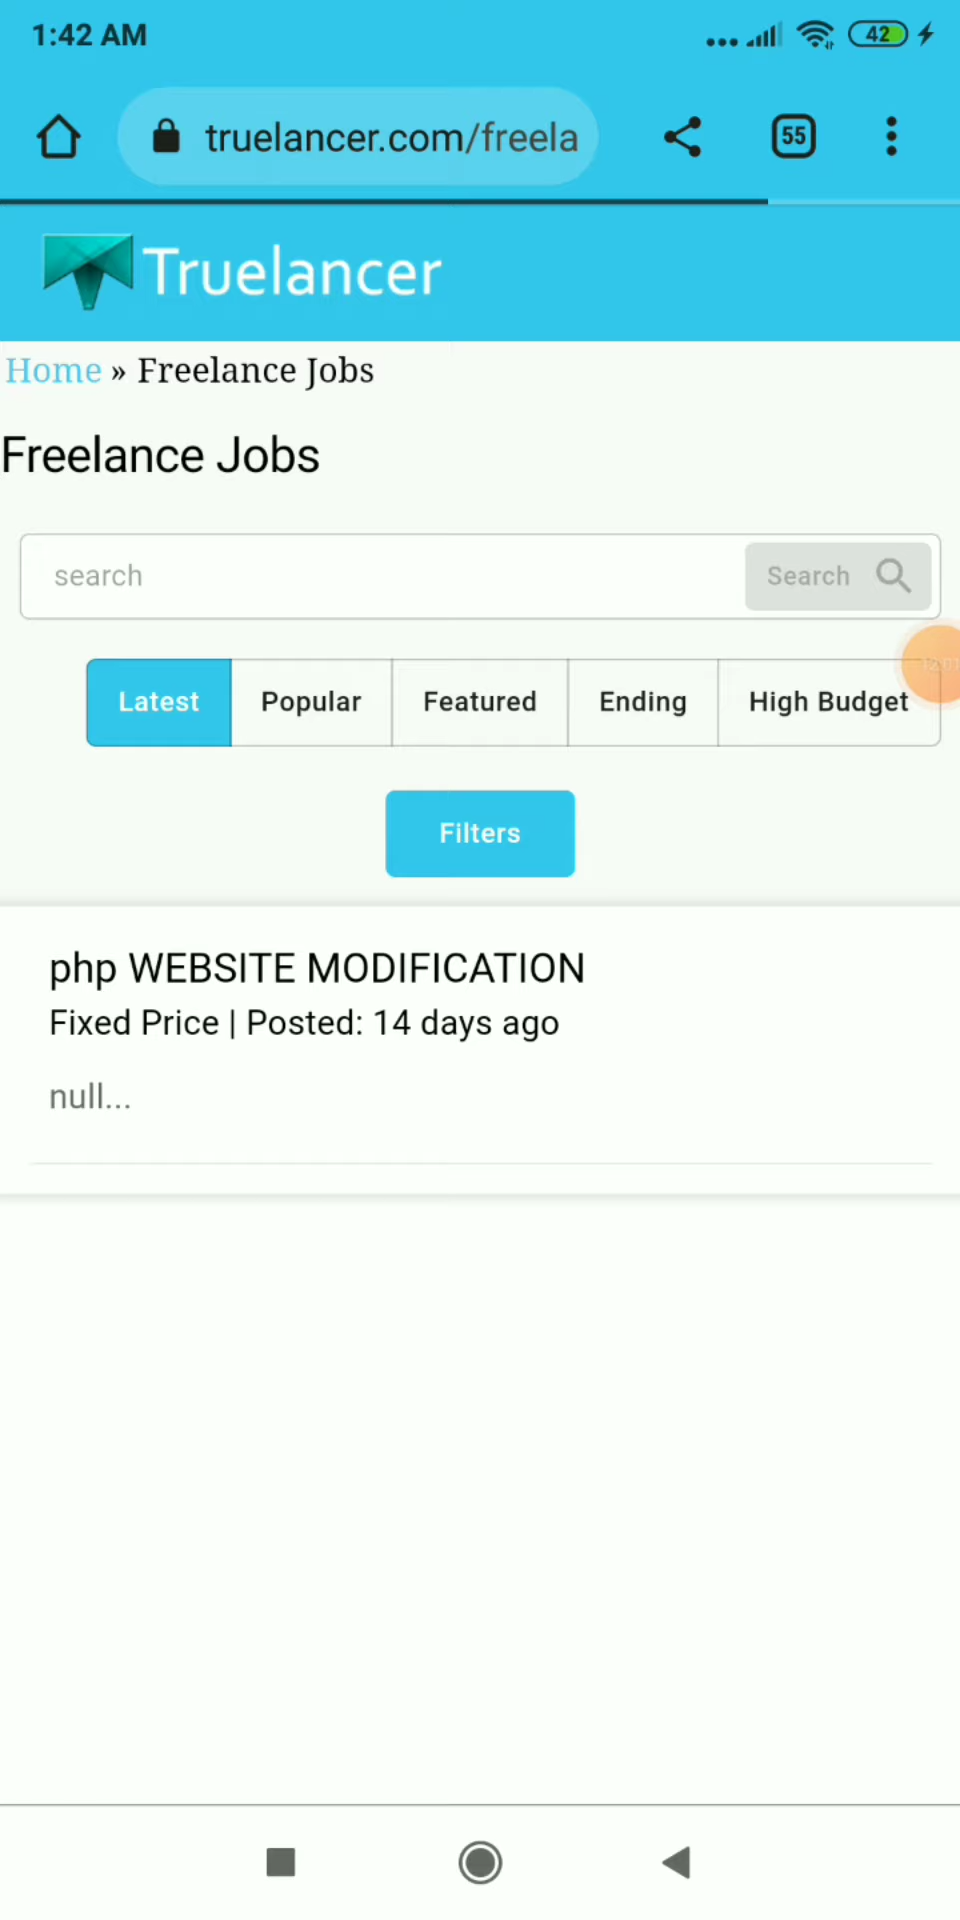 1:42 AM
42
truelancer.com/freela
55
Truelancer
Home » Freelance Jobs
Freelance Jobs
search
Search
Latest
Popular
Featured
Ending
High Budget
Filters
php WEBSITE MODIFICATION
Fixed Price | Posted: 14 days ago
null...